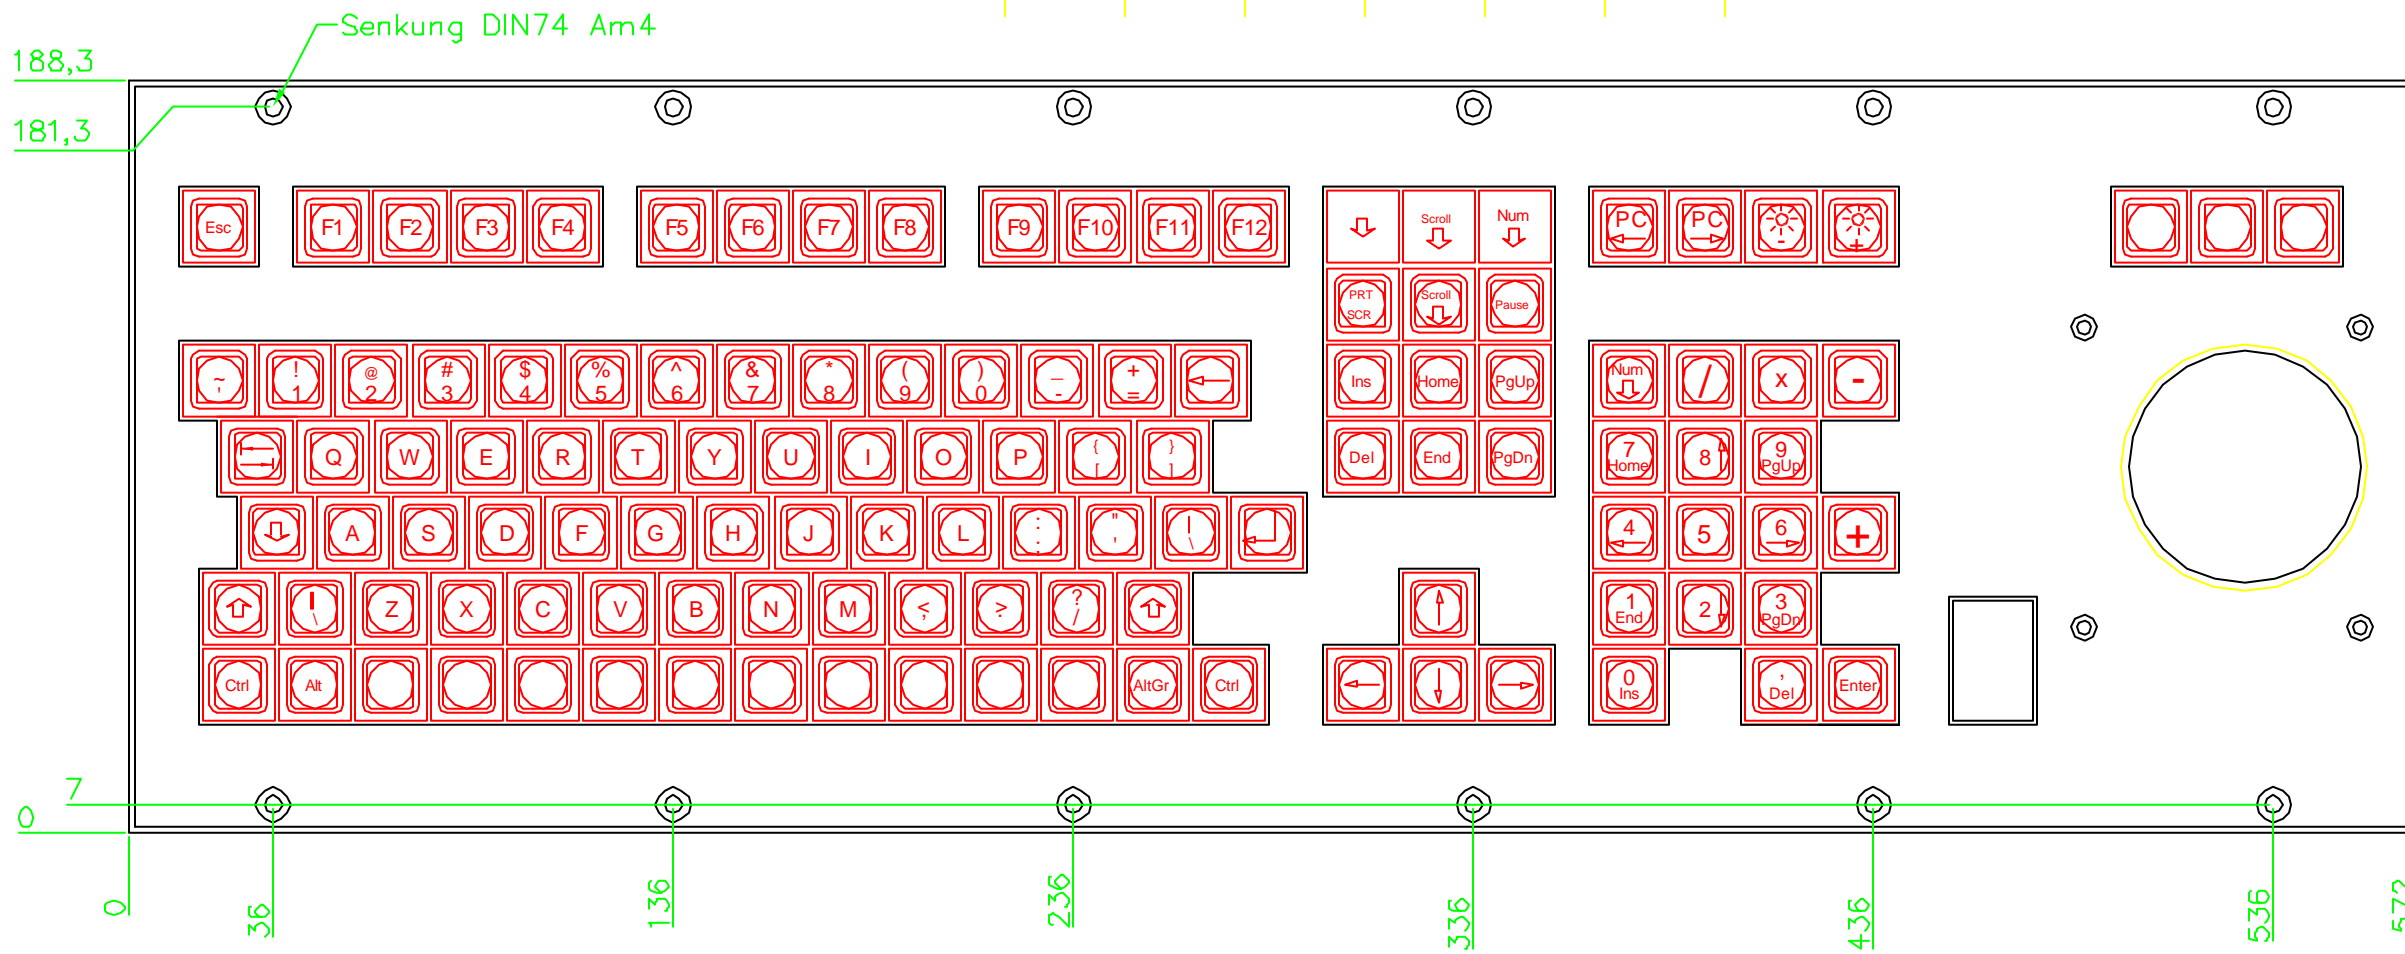 Senkung DIN74 Am4
188,3
181,3
Esc F1 F2 F3 F4 F5 F6 F7 F8 F9 F10 F11 F12 Scroll Num PC PC - +
PRT SCR Scroll Pause
~ ! @ # $ % ^ & * ( ) _ +
' 1 2 3 4 5 6 7 8 9 0 - =
Ins Home PgUp Num / x -
Q W E R T Y U I O P { [ } ]
Del End PgDn 7 Home 8 9 PgUp
A S D F G H J K L : . " ' | \
4 5 6 +
| \ Z X C V B N M < , > . ? /
1 End 2 3 PgDn
Ctrl Alt AltGr Ctrl
0 Ins , Del Enter
7
0
0 36 136 236 336 436 536